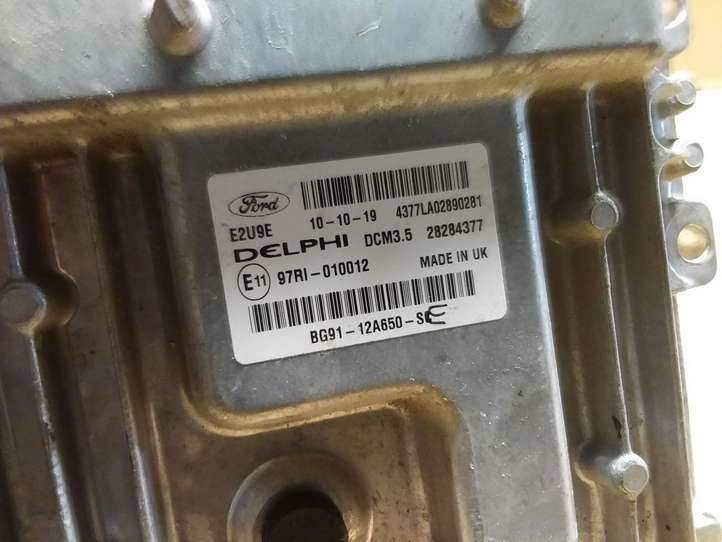 Ford
E2U9E 10-10-19 4377LA02890281
DELPHI DCM3.5 28284377
E11 97RI-010012 MADE IN UK
BG91-12A650-SE